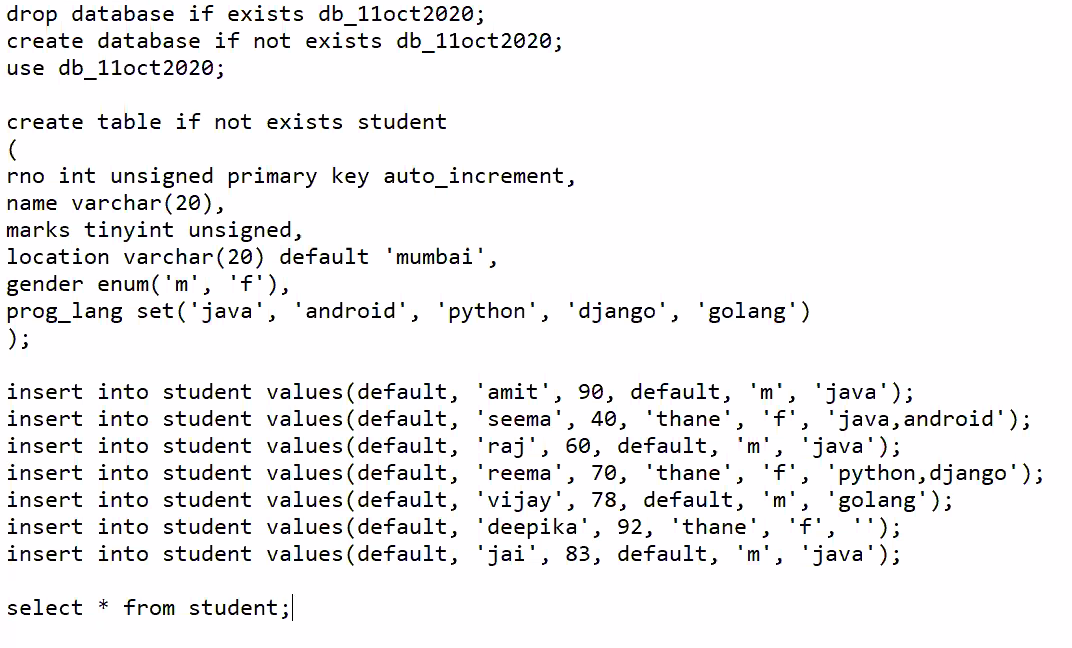 drop database if exists db_11oct2020;
create database if not exists db_11oct2020;
use db_11oct2020;
create table if not exists student
(
rno int unsigned primary key auto_increment,
name varchar(20),
marks tinyint unsigned,
location varchar(20) default 'mumbai',
gender enum('m', 'f'),
prog_lang set('java', 'android', 'python', 'django', 'golang')
);
insert into student values(default, 'amit', 90, default, 'm', 'java');
insert into student values(default, 'seema', 40, 'thane', 'f', 'java,android');
insert into student values(default, 'raj', 60, default, 'm', 'java');
insert into student values(default, 'reema', 70, 'thane', 'f', 'python,django');
insert into student values(default, 'vijay', 78, default, 'm', 'golang');
insert into student values(default, 'deepika', 92, 'thane', 'f', '');
insert into student values(default, 'jai', 83, default, 'm', 'java');
select * from student;